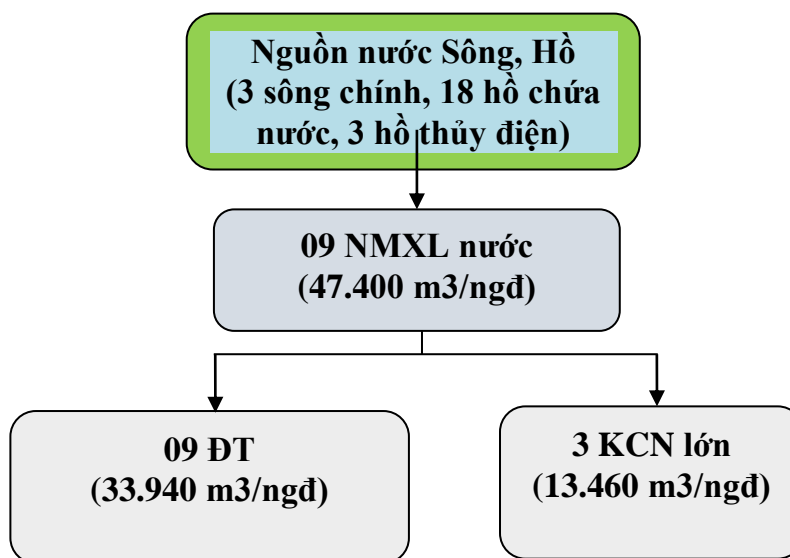 Nguồn nước Sông, Hồ
(3 sông chính, 18 hồ chứa
nước, 3 hồ thủy điện)
09 NMXL nước
(47.400 m3/ngđ)
09 ĐT
(33.940 m3/ngđ)
3 KCN lớn
(13.460 m3/ngđ)